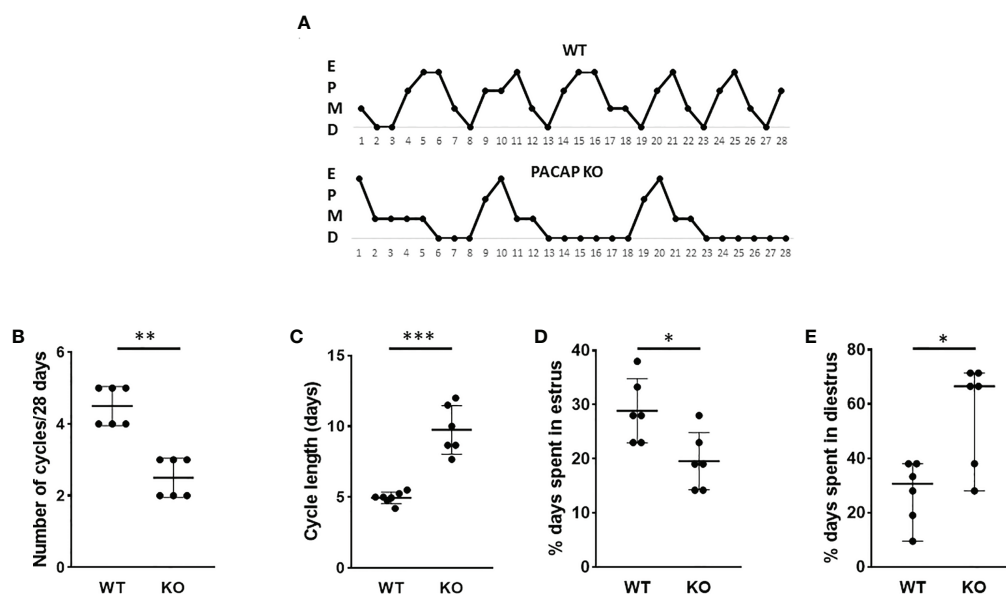 A
WT
E
P
M
D
1 2 3 4 5 6 7 8 9 10 11 12 13 14 15 16 17 18 19 20 21 22 23 24 25 26 27 28
PACAP KO
E
P
M
D
1 2 3 4 5 6 7 8 9 10 11 12 13 14 15 16 17 18 19 20 21 22 23 24 25 26 27 28
B
**
Number of cycles/28 days
6
4
2
0
WT KO
C
***
Cycle length (days)
15
10
5
0
WT KO
D
*
% days spent in estrus
40
30
20
10
0
WT KO
E
*
% days spent in diestrus
80
60
40
20
0
WT KO